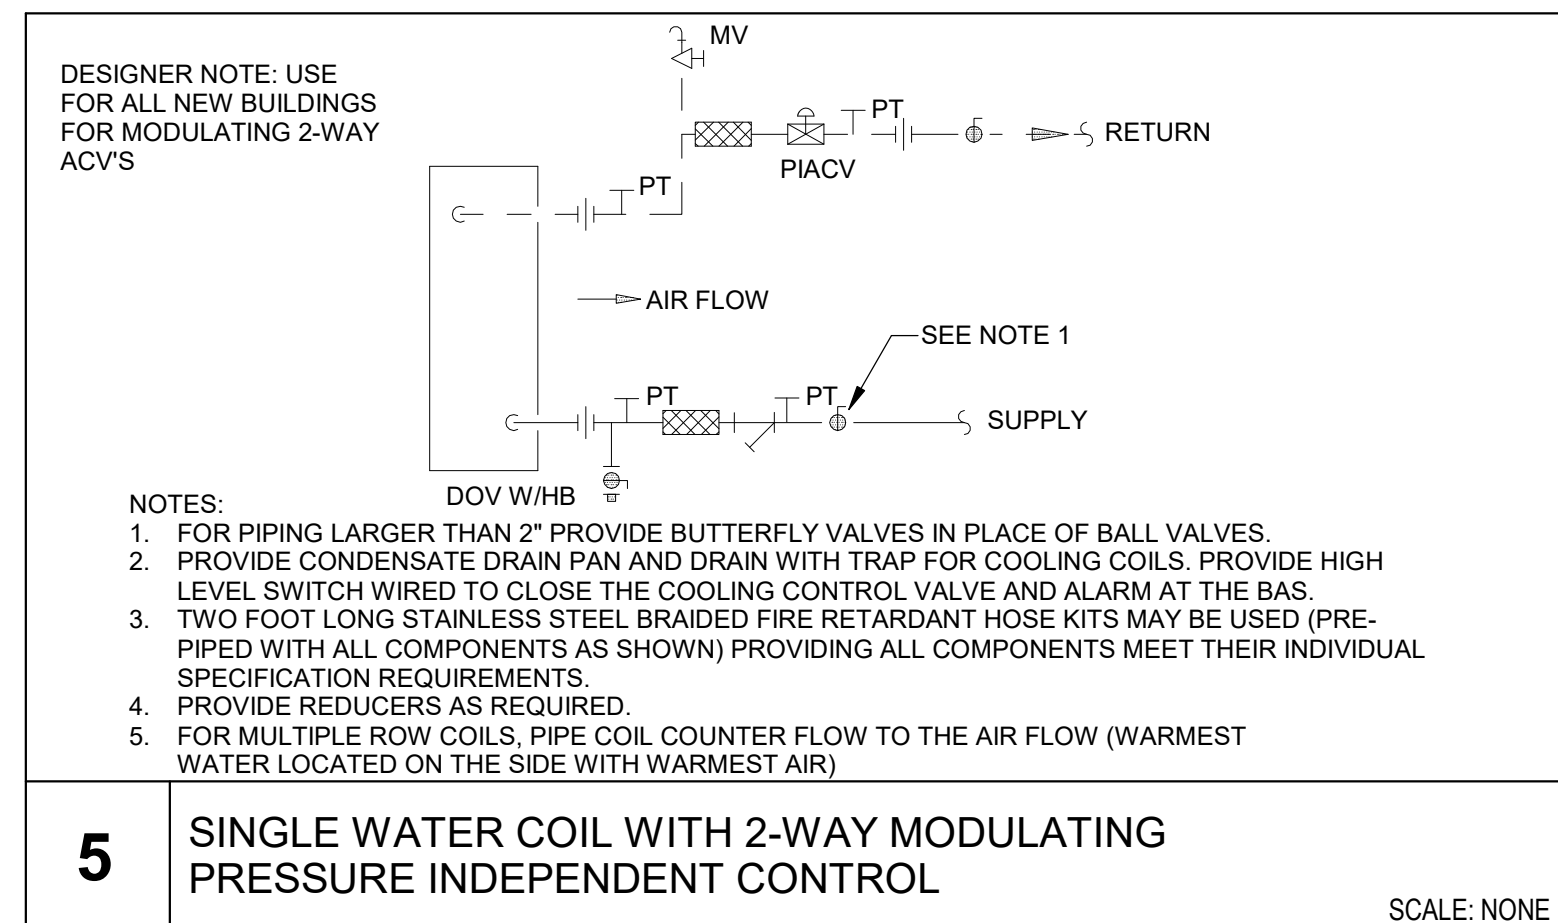 MV
DESIGNER NOTE: USE
FOR ALL NEW BUILDINGS
FOR MODULATING 2-WAY
ACV'S
PT
RETURN
PIACV
PT
AIR FLOW
SEE NOTE 1
PT
PT
SUPPLY
DOV W/HB
NOTES:
1. FOR PIPING LARGER THAN 2" PROVIDE BUTTERFLY VALVES IN PLACE OF BALL VALVES.
2. PROVIDE CONDENSATE DRAIN PAN AND DRAIN WITH TRAP FOR COOLING COILS. PROVIDE HIGH
LEVEL SWITCH WIRED TO CLOSE THE COOLING CONTROL VALVE AND ALARM AT THE BAS.
3. TWO FOOT LONG STAINLESS STEEL BRAIDED FIRE RETARDANT HOSE KITS MAY BE USED (PRE-
PIPED WITH ALL COMPONENTS AS SHOWN) PROVIDING ALL COMPONENTS MEET THEIR INDIVIDUAL
SPECIFICATION REQUIREMENTS.
4. PROVIDE REDUCERS AS REQUIRED.
5. FOR MULTIPLE ROW COILS, PIPE COIL COUNTER FLOW TO THE AIR FLOW (WARMEST
WATER LOCATED ON THE SIDE WITH WARMEST AIR)
5
SINGLE WATER COIL WITH 2-WAY MODULATING
PRESSURE INDEPENDENT CONTROL
SCALE: NONE